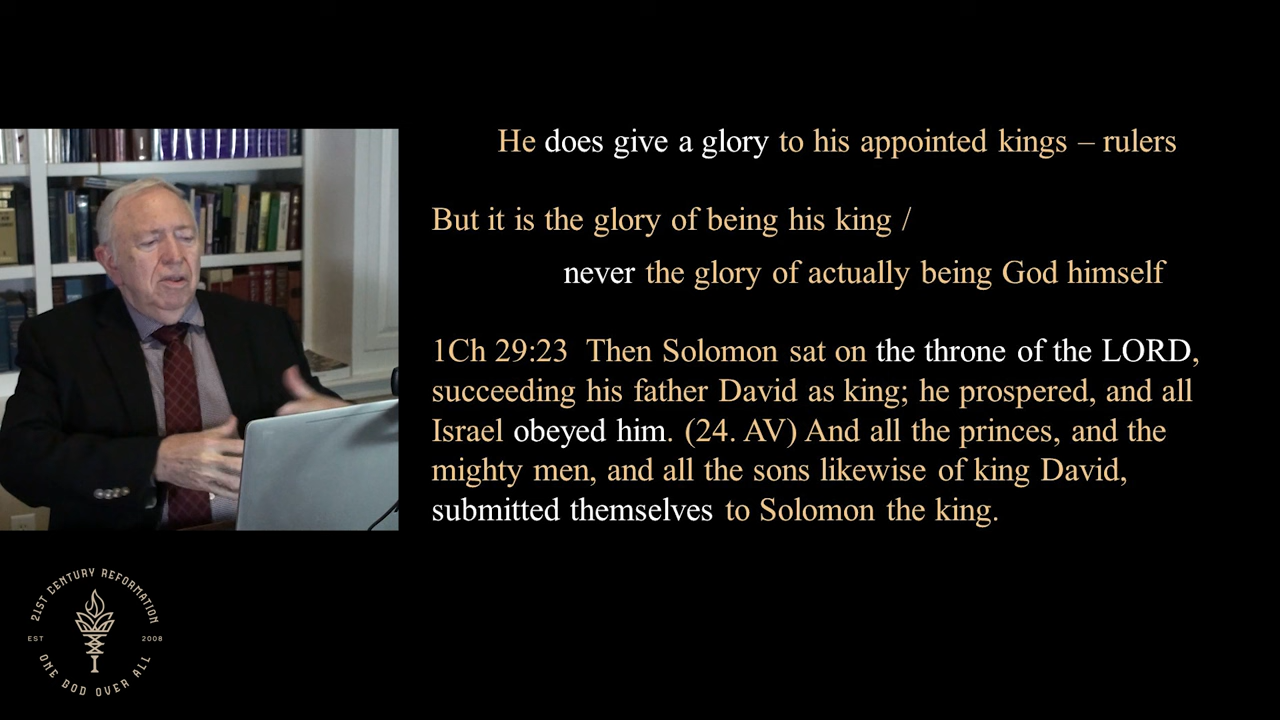 He does give a glory to his appointed kings – rulers
But it is the glory of being his king /
never the glory of actually being God himself
1Ch 29:23  Then Solomon sat on the throne of the LORD,
succeeding his father David as king; he prospered, and all
Israel obeyed him. (24. AV) And all the princes, and the
mighty men, and all the sons likewise of king David,
submitted themselves to Solomon the king.
21ST CENTURY REFORMATION
EST 2008
ONE GOD OVER ALL